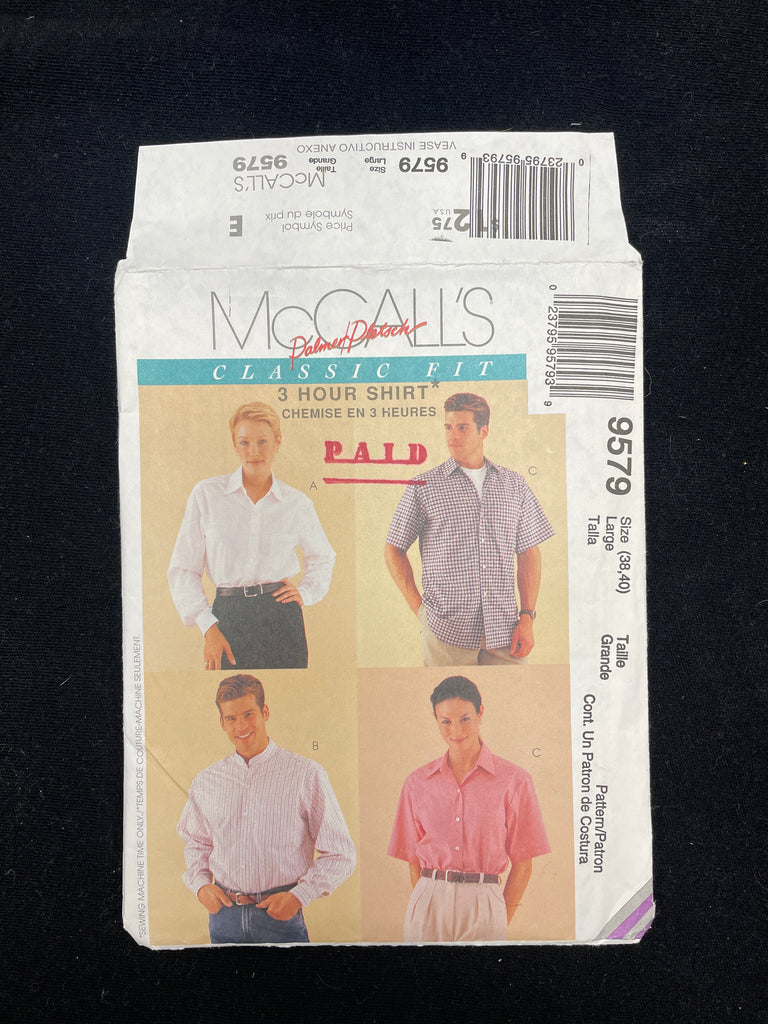 VEASE INSTRUCTIVO ANEXO
9579
Size
Large
Taille
Grande
9579
McCALL'S
0 23795 95793 9
$12.75
U.S.A.
Price Symbol
Symbole du prix
E
McCALL'S
Palmer/Pletsch
CLASSIC FIT
3 HOUR SHIRT*
CHEMISE EN 3 HEURES
PAID
A
C
B
C
0 23795 95793 9
9579
Size (38,40)
Large
Talla
Taille
Grande
Pattern/Patron
Cont. Un Patron de Costura
*SEWING MACHINE TIME ONLY/*TEMPS DE COUTURE-MACHINE SEULEMENT.